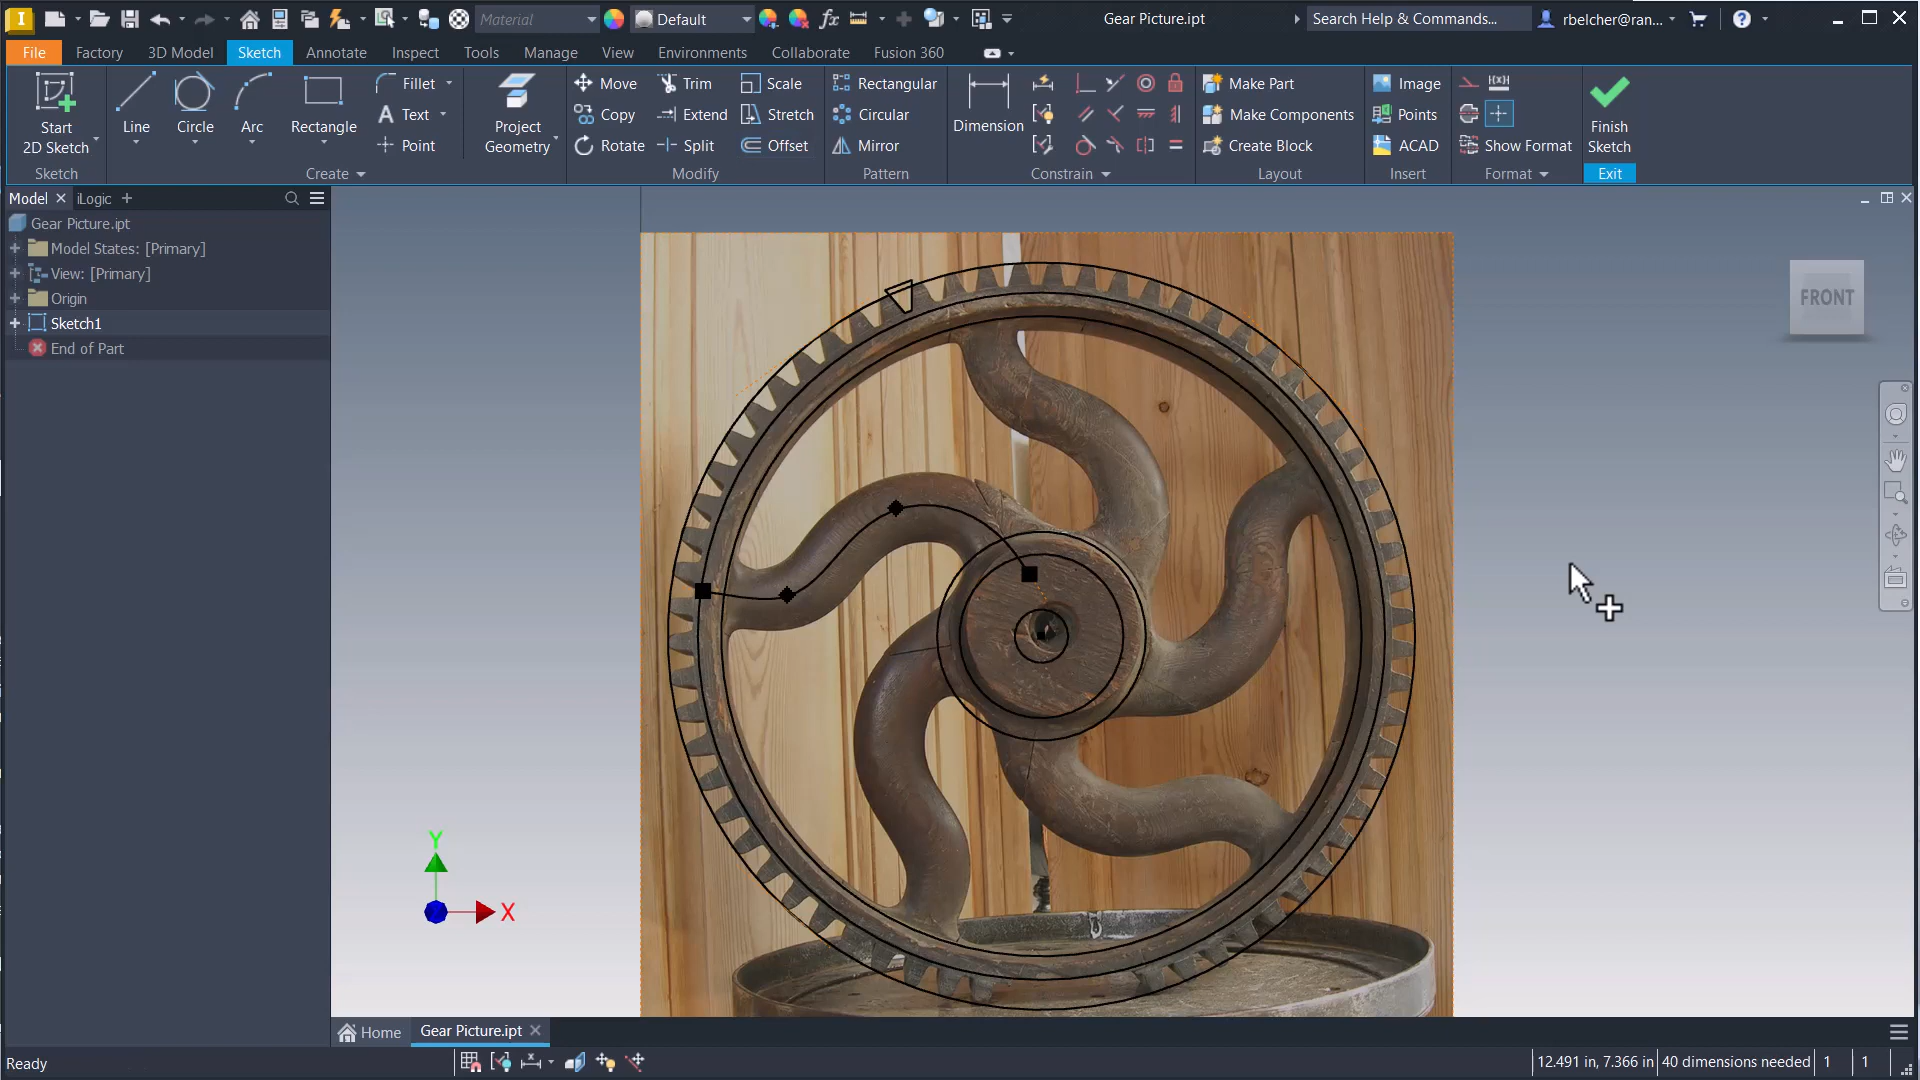 Material
Default
fx
Gear Picture.ipt
Search Help & Commands...
rbelcher@ran...
File
Factory
3D Model
Sketch
Annotate
Inspect
Tools
Manage
View
Environments
Collaborate
Fusion 360
Start
2D Sketch
Line
Circle
Arc
Rectangle
Fillet
Text
Point
Project
Geometry
Move
Copy
Rotate
Trim
Extend
Split
Scale
Stretch
Offset
Rectangular
Circular
Mirror
Dimension
Make Part
Make Components
Create Block
Image
Points
ACAD
Show Format
Finish
Sketch
Sketch
Create
Modify
Pattern
Constrain
Layout
Insert
Format
Exit
Model
iLogic
Gear Picture.ipt
Model States: [Primary]
View: [Primary]
Origin
Sketch1
End of Part
FRONT
Y
X
Home
Gear Picture.ipt
Ready
12.491 in, 7.366 in
40 dimensions needed
1
1